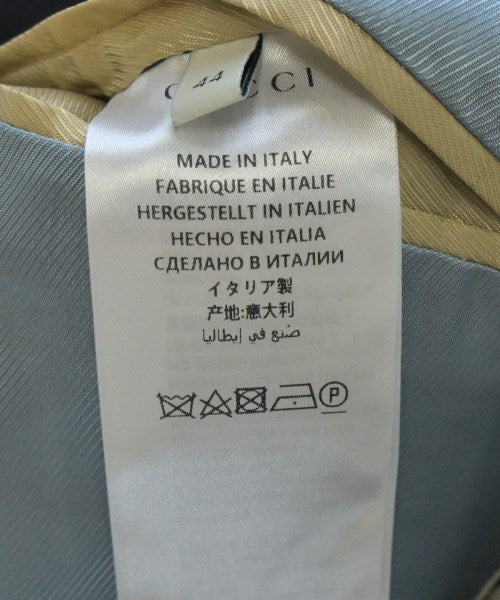 44
GUCCI
MADE IN ITALY
FABRIQUE EN ITALIE
HERGESTELLT IN ITALIEN
HECHO EN ITALIA
СДЕЛАНО В ИТАЛИИ
イタリア製
产地:意大利
صنع في إيطاليا
P